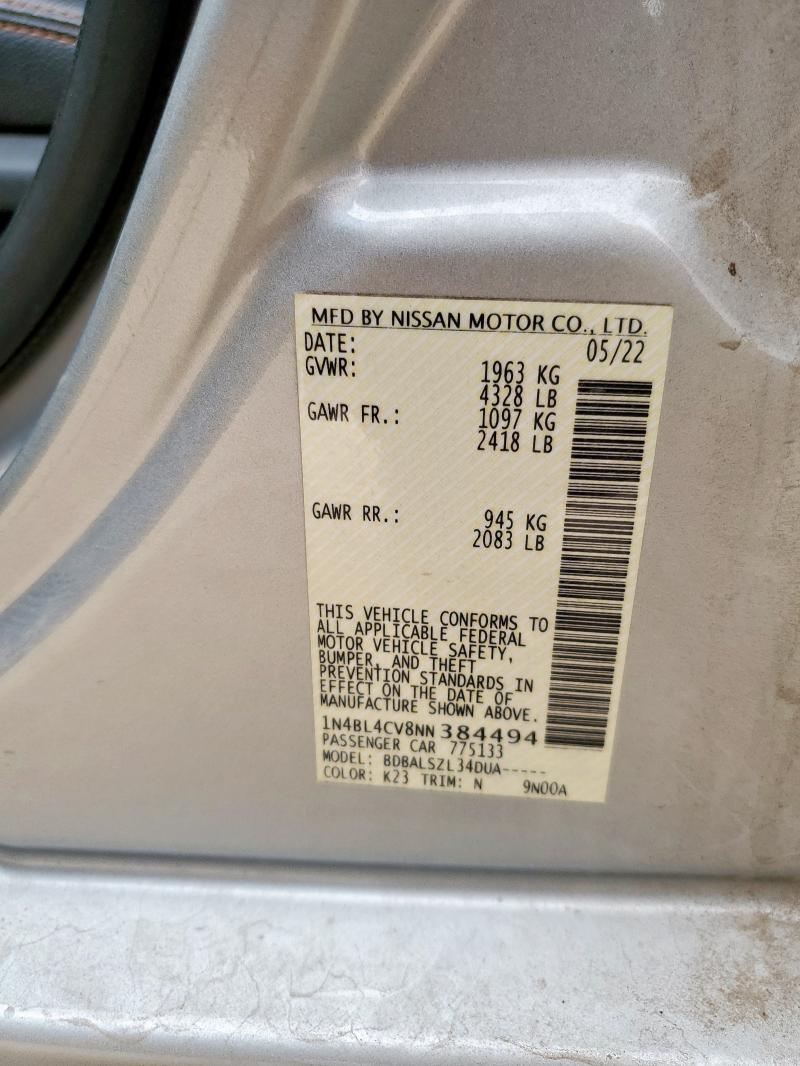 MFD BY NISSAN MOTOR CO., LTD.
DATE: 05/22
GVWR: 1963 KG
4328 LB
GAWR FR.: 1097 KG
2418 LB
GAWR RR.: 945 KG
2083 LB
THIS VEHICLE CONFORMS TO
ALL APPLICABLE FEDERAL
MOTOR VEHICLE SAFETY,
BUMPER, AND THEFT
PREVENTION STANDARDS IN
EFFECT ON THE DATE OF
MANUFACTURE SHOWN ABOVE.
1N4BL4CV8NN384494
PASSENGER CAR 775133
MODEL: BDBALSZL34DUA-----
COLOR: K23 TRIM: N 9N00A